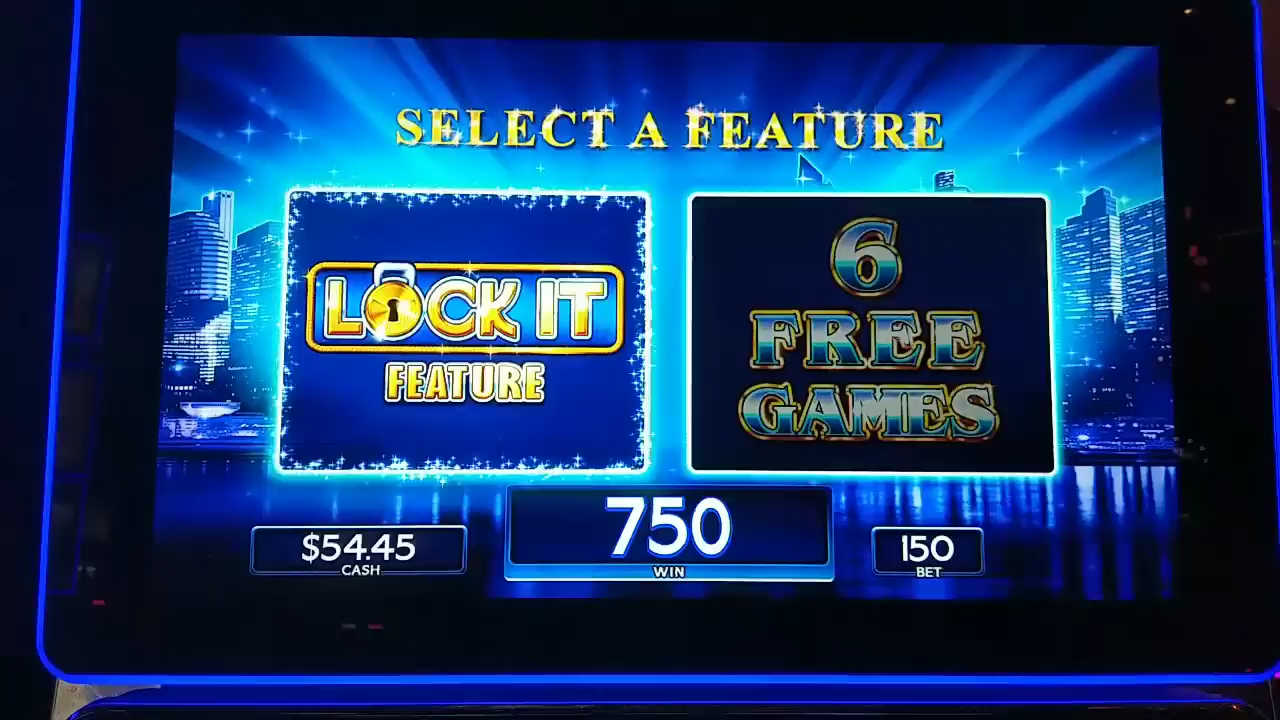 SELECT A FEATURE
LOCK IT
FEATURE
6
FREE
GAMES
$54.45
CASH
750
WIN
150
BET